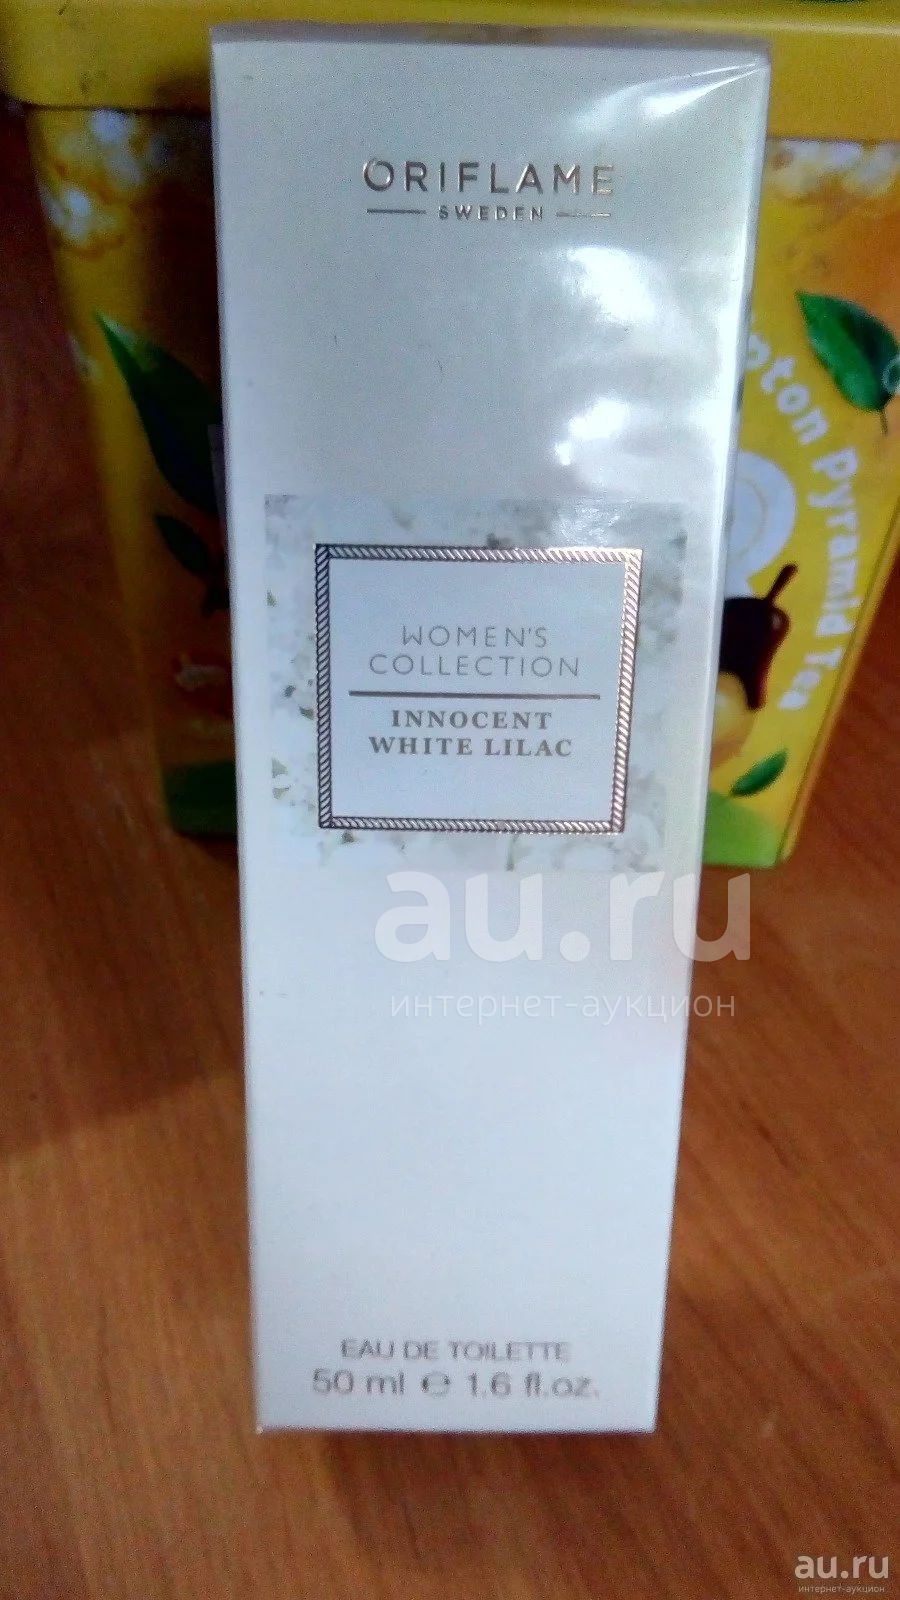 ORIFLAME
SWEDEN
WOMEN'S
COLLECTION
INNOCENT
WHITE LILAC
EAU DE TOILETTE
50 ml ℮ 1.6 fl.oz.
Pyramid Tea
au.ru
интернет-аукцион
au.ru
интернет-аукцион